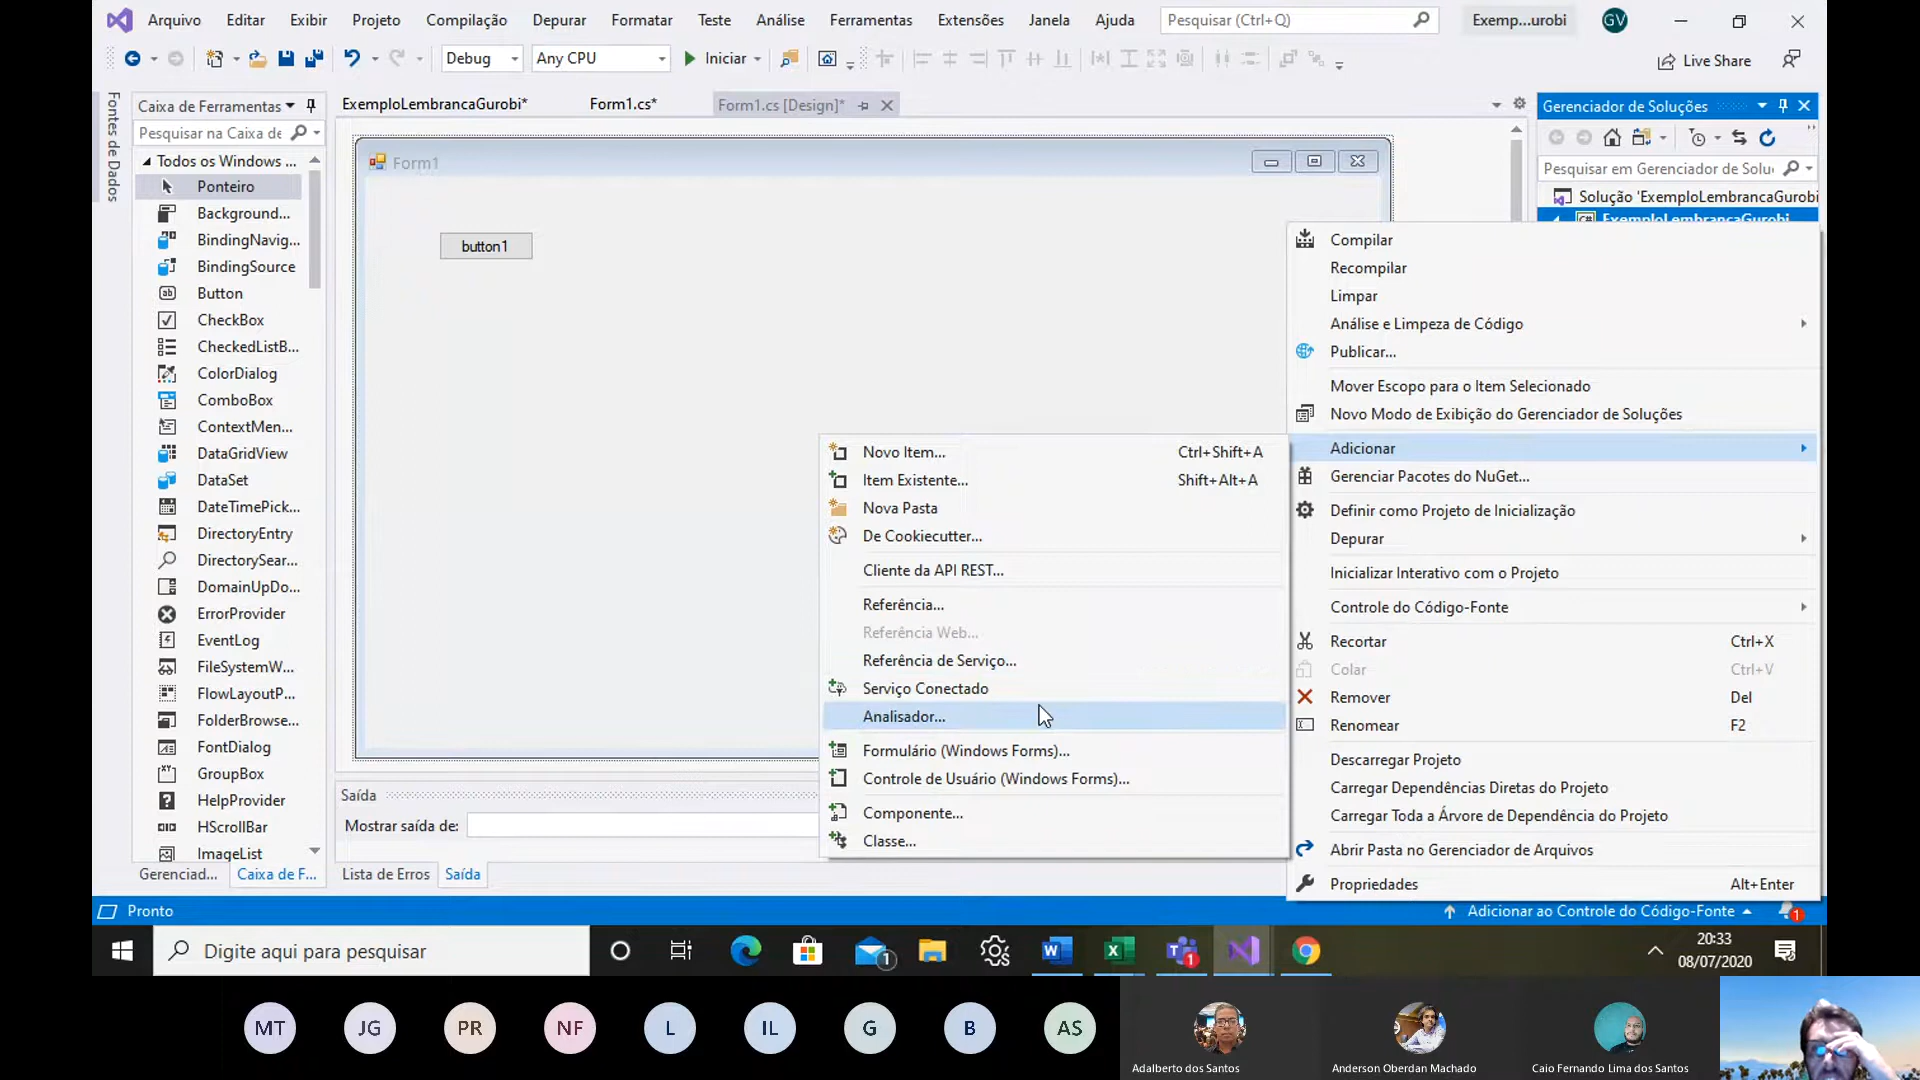 Arquivo Editar Exibir Projeto Compilação Depurar Formatar Teste Análise Ferramentas Extensões Janela Ajuda Pesquisar (Ctrl+Q) Exemp...urobi GV
Debug Any CPU Iniciar Live Share
Fontes de Dados
Caixa de Ferramentas
Pesquisar na Caixa de
Todos os Windows ...
Ponteiro
Background...
BindingNavig...
BindingSource
Button
CheckBox
CheckedListB...
ColorDialog
ComboBox
ContextMen...
DataGridView
DataSet
DateTimePick...
DirectoryEntry
DirectorySear...
DomainUpDo...
ErrorProvider
EventLog
FileSystemW...
FlowLayoutP...
FolderBrowse...
FontDialog
GroupBox
HelpProvider
HScrollBar
ImageList
Gerenciad... Caixa de F...
ExemploLembrancaGurobi* Form1.cs* Form1.cs [Design]*
Form1
button1
Saída
Mostrar saída de:
Lista de Erros Saída
Gerenciador de Soluções
Pesquisar em Gerenciador de Solu
Solução 'ExemploLembrancaGurobi
ExemploLembrancaGurobi
Compilar
Recompilar
Limpar
Análise e Limpeza de Código
Publicar...
Mover Escopo para o Item Selecionado
Novo Modo de Exibição do Gerenciador de Soluções
Adicionar
Gerenciar Pacotes do NuGet...
Definir como Projeto de Inicialização
Depurar
Inicializar Interativo com o Projeto
Controle do Código-Fonte
Recortar Ctrl+X
Colar Ctrl+V
Remover Del
Renomear F2
Descarregar Projeto
Carregar Dependências Diretas do Projeto
Carregar Toda a Árvore de Dependência do Projeto
Abrir Pasta no Gerenciador de Arquivos
Propriedades Alt+Enter
Novo Item... Ctrl+Shift+A
Item Existente... Shift+Alt+A
Nova Pasta
De Cookiecutter...
Cliente da API REST...
Referência...
Referência Web...
Referência de Serviço...
Serviço Conectado
Analisador...
Formulário (Windows Forms)...
Controle de Usuário (Windows Forms)...
Componente...
Classe...
Pronto Adicionar ao Controle do Código-Fonte 1
Digite aqui para pesquisar 1 1
20:33
08/07/2020
MT JG PR NF L IL G B AS
Adalberto dos Santos Anderson Oberdan Machado Caio Fernando Lima dos Santos